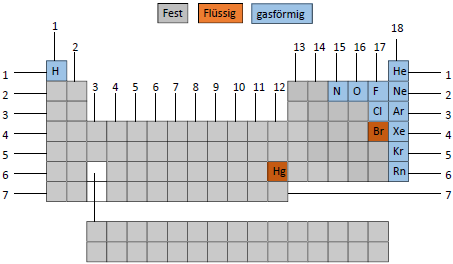 Fest Flüssig gasförmig
1 18
2 13 14 15 16 17
1 H He 1
2 3 4 5 6 7 8 9 10 11 12 N O F Ne 2
3 Cl Ar 3
4 Br Xe 4
5 Kr 5
6 Hg Rn 6
7 7